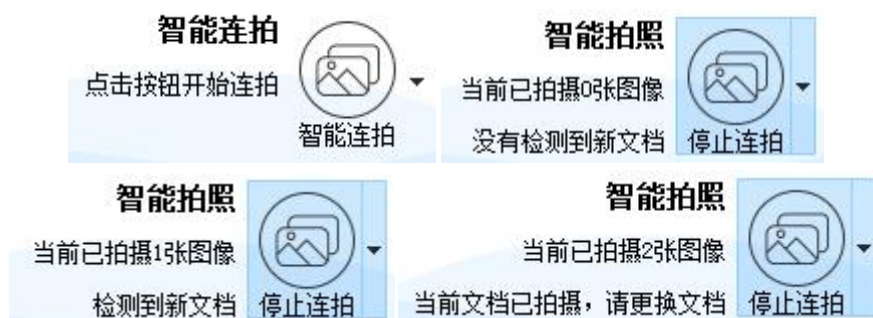 智能连拍
点击按钮开始连拍
智能连拍
智能拍照
当前已拍摄0张图像
没有检测到新文档
停止连拍
智能拍照
当前已拍摄1张图像
检测到新文档
停止连拍
智能拍照
当前已拍摄2张图像
当前文档已拍摄，请更换文档
停止连拍